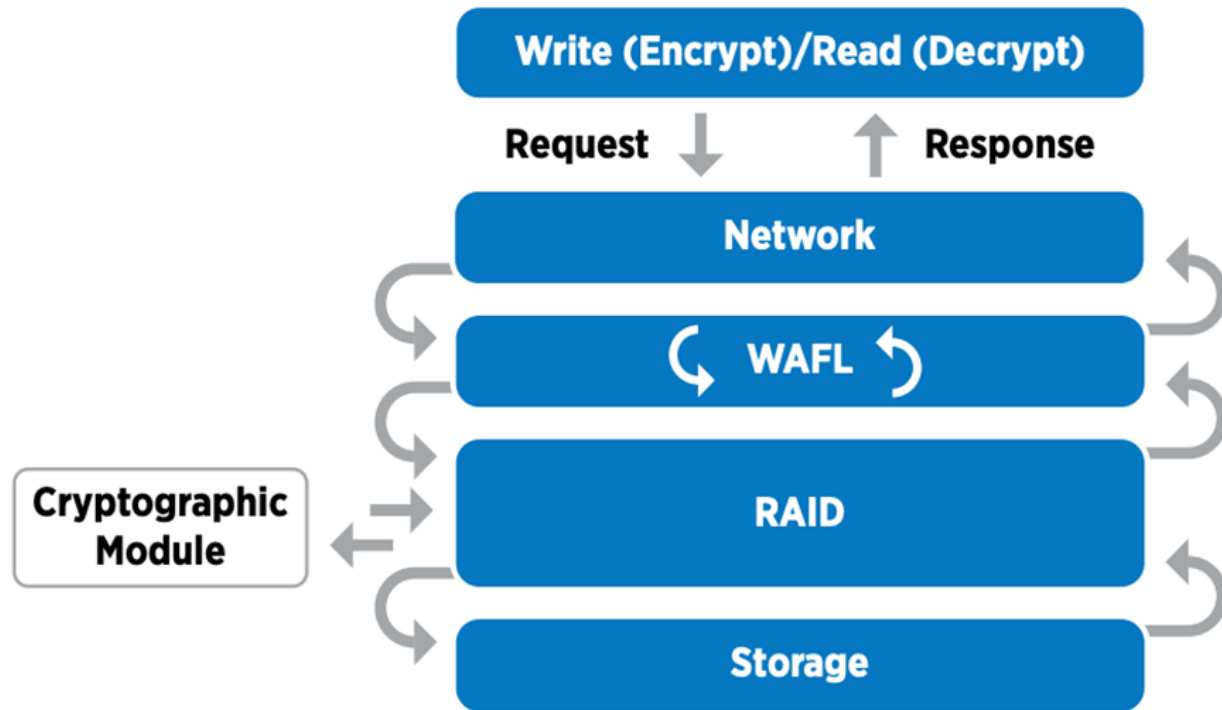 Write (Encrypt)/Read (Decrypt)
Request
Response
Network
WAFL
RAID
Cryptographic
Module
Storage